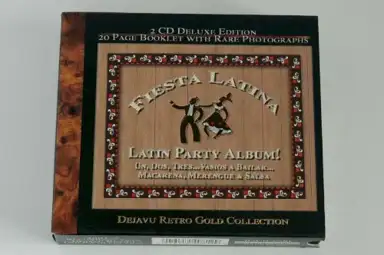 2 CD Deluxe Edition
20 Page Booklet with Rare Photographs
Fiesta Latina
Latin Party Album!
Un, Dos, Tres...Vamos a Bailar...
Macarena, Merengue & Salsa
Dejavu Retro Gold Collection